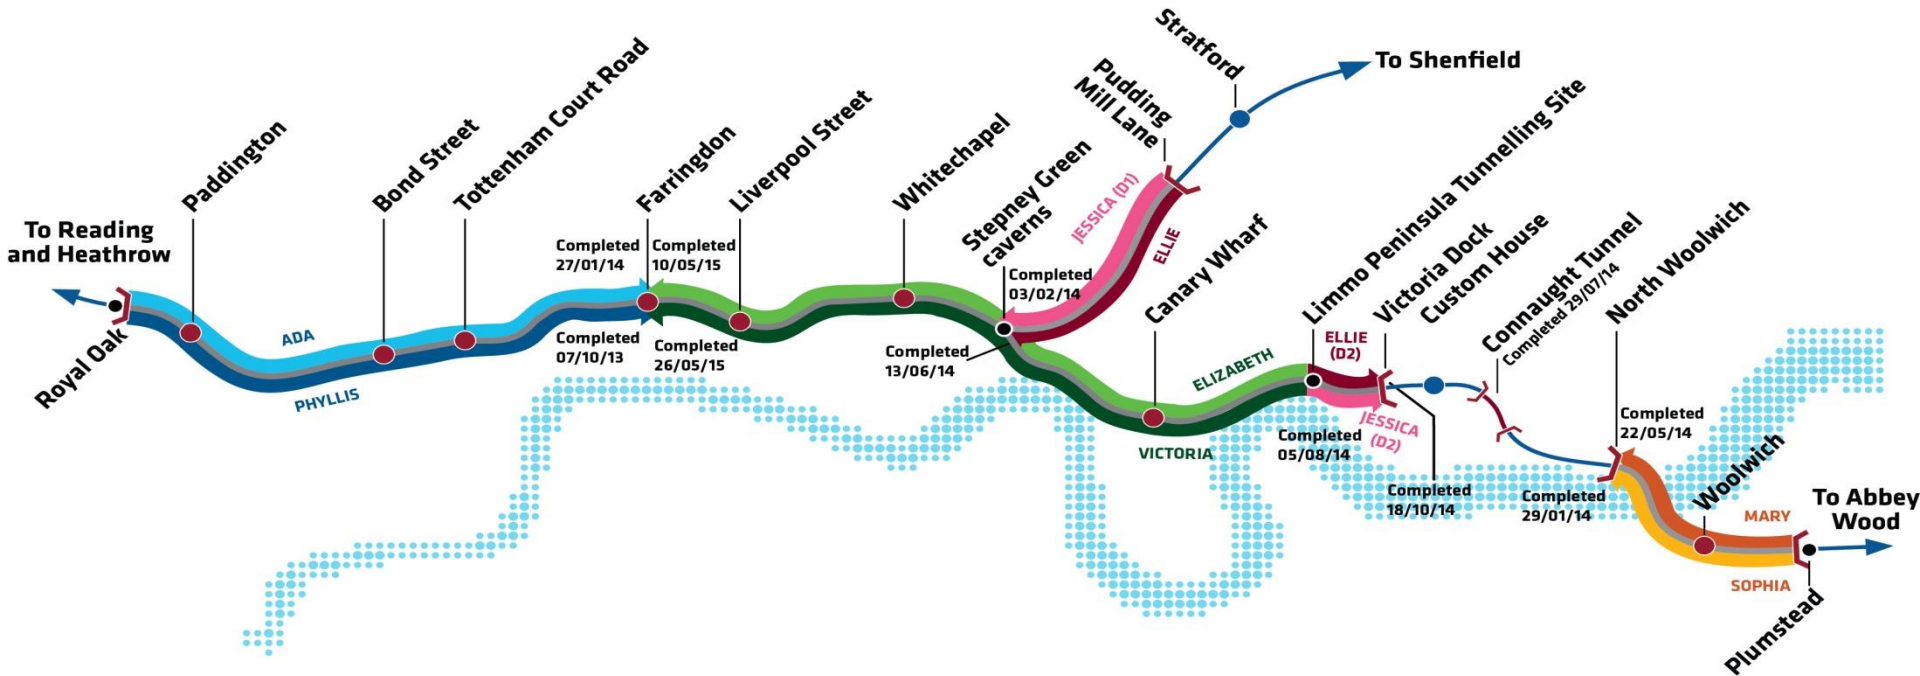 To Reading
and Heathrow
Royal Oak
Paddington
ADA
PHYLLIS
Bond Street
Tottenham Court Road
Completed
27/01/14
Completed
07/10/13
Farringdon
Completed
10/05/15
Completed
26/05/15
Liverpool Street
Whitechapel
Stepney Green
caverns
Completed
03/02/14
Completed
13/06/14
JESSICA (D1)
ELLIE
Pudding
Mill Lane
Stratford
To Shenfield
Canary Wharf
VICTORIA
ELIZABETH
Limmo Peninsula Tunnelling Site
ELLIE
(D2)
JESSICA
(D2)
Completed
05/08/14
Victoria Dock
Completed
18/10/14
Custom House
Connaught Tunnel
Completed 29/07/14
North Woolwich
Completed
22/05/14
Completed
29/01/14
Woolwich
MARY
SOPHIA
Plumstead
To Abbey
Wood